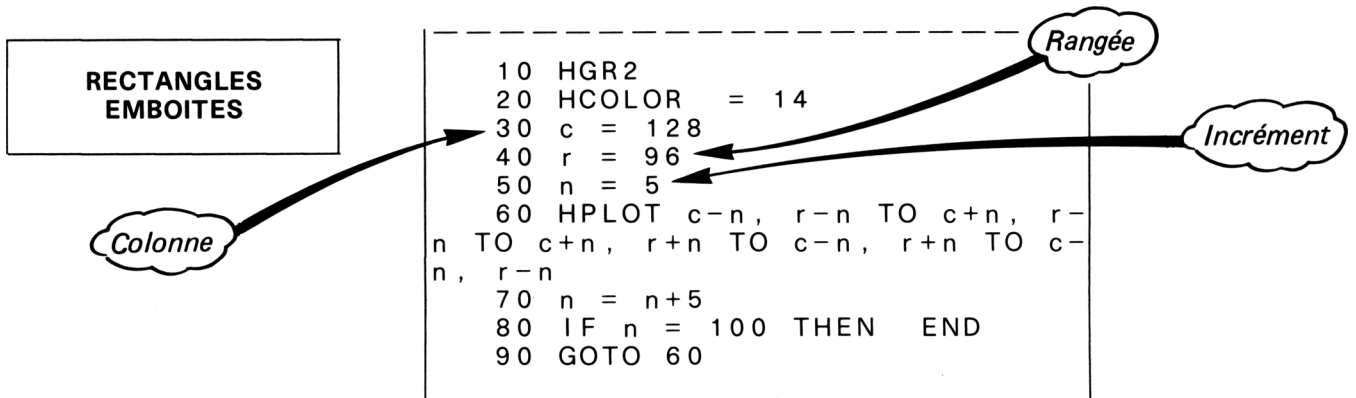 RECTANGLES
EMBOITES
Rangée
10 HGR2
20 HCOLOR = 14
30 c = 128
40 r = 96
Incrément
50 n = 5
60 HPLOT c-n, r-n TO c+n, r-
Colonne
n TO c+n, r+n TO c-n, r+n TO c-
n, r-n
70 n = n+5
80 IF n = 100 THEN END
90 GOTO 60